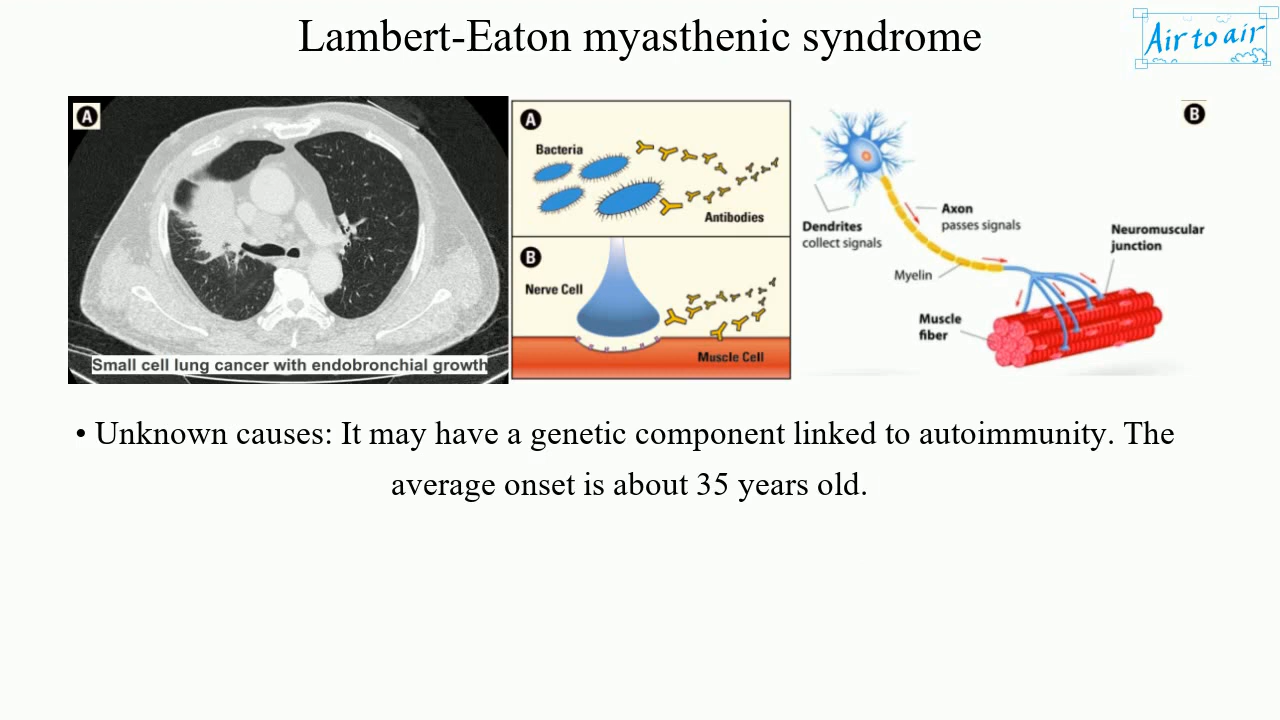 Lambert-Eaton myasthenic syndrome
Air to air
A
Small cell lung cancer with endobronchial growth
A
Bacteria
Antibodies
B
Nerve Cell
Muscle Cell
B
Dendrites
collect signals
Axon
passes signals
Myelin
Neuromuscular
junction
Muscle
fiber
• Unknown causes: It may have a genetic component linked to autoimmunity. The
average onset is about 35 years old.